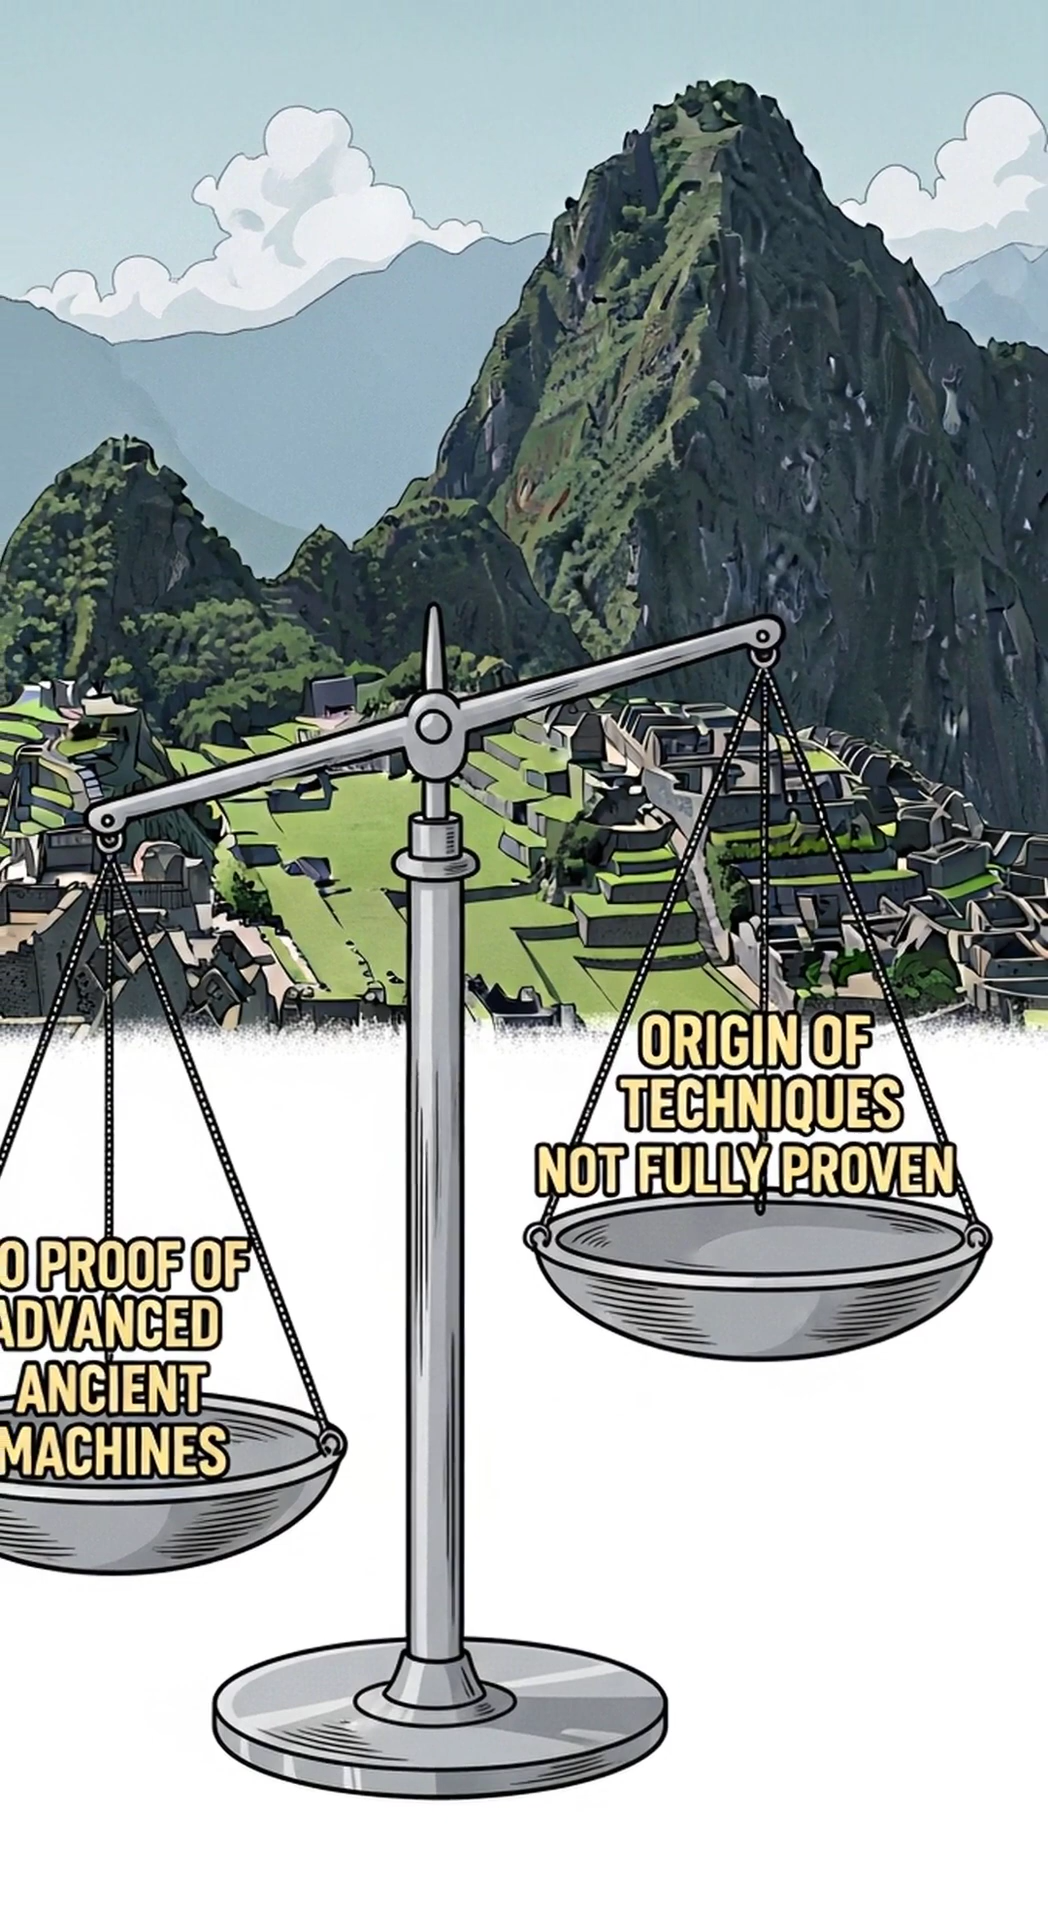 O PROOF OF
ADVANCED
ANCIENT
MACHINES
ORIGIN OF
TECHNIQUES
NOT FULLY PROVEN